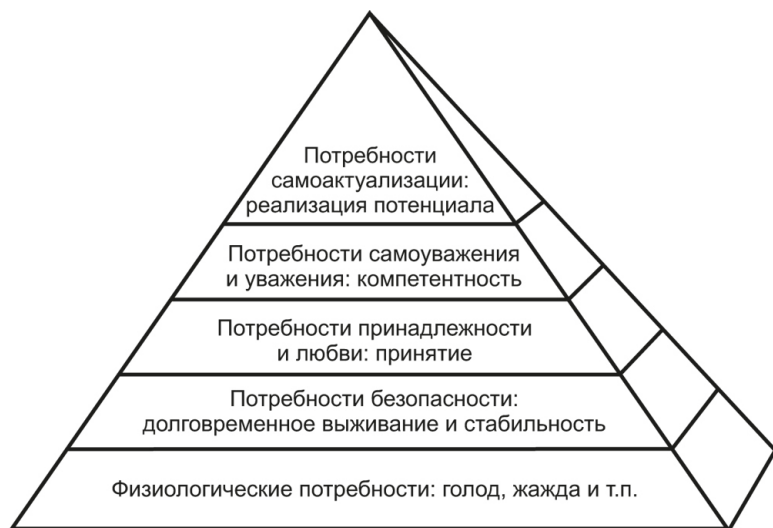 Потребности
самоактуализации:
реализация потенциала
Потребности самоуважения
и уважения: компетентность
Потребности принадлежности
и любви: принятие
Потребности безопасности:
долговременное выживание и стабильность
Физиологические потребности: голод, жажда и т.п.